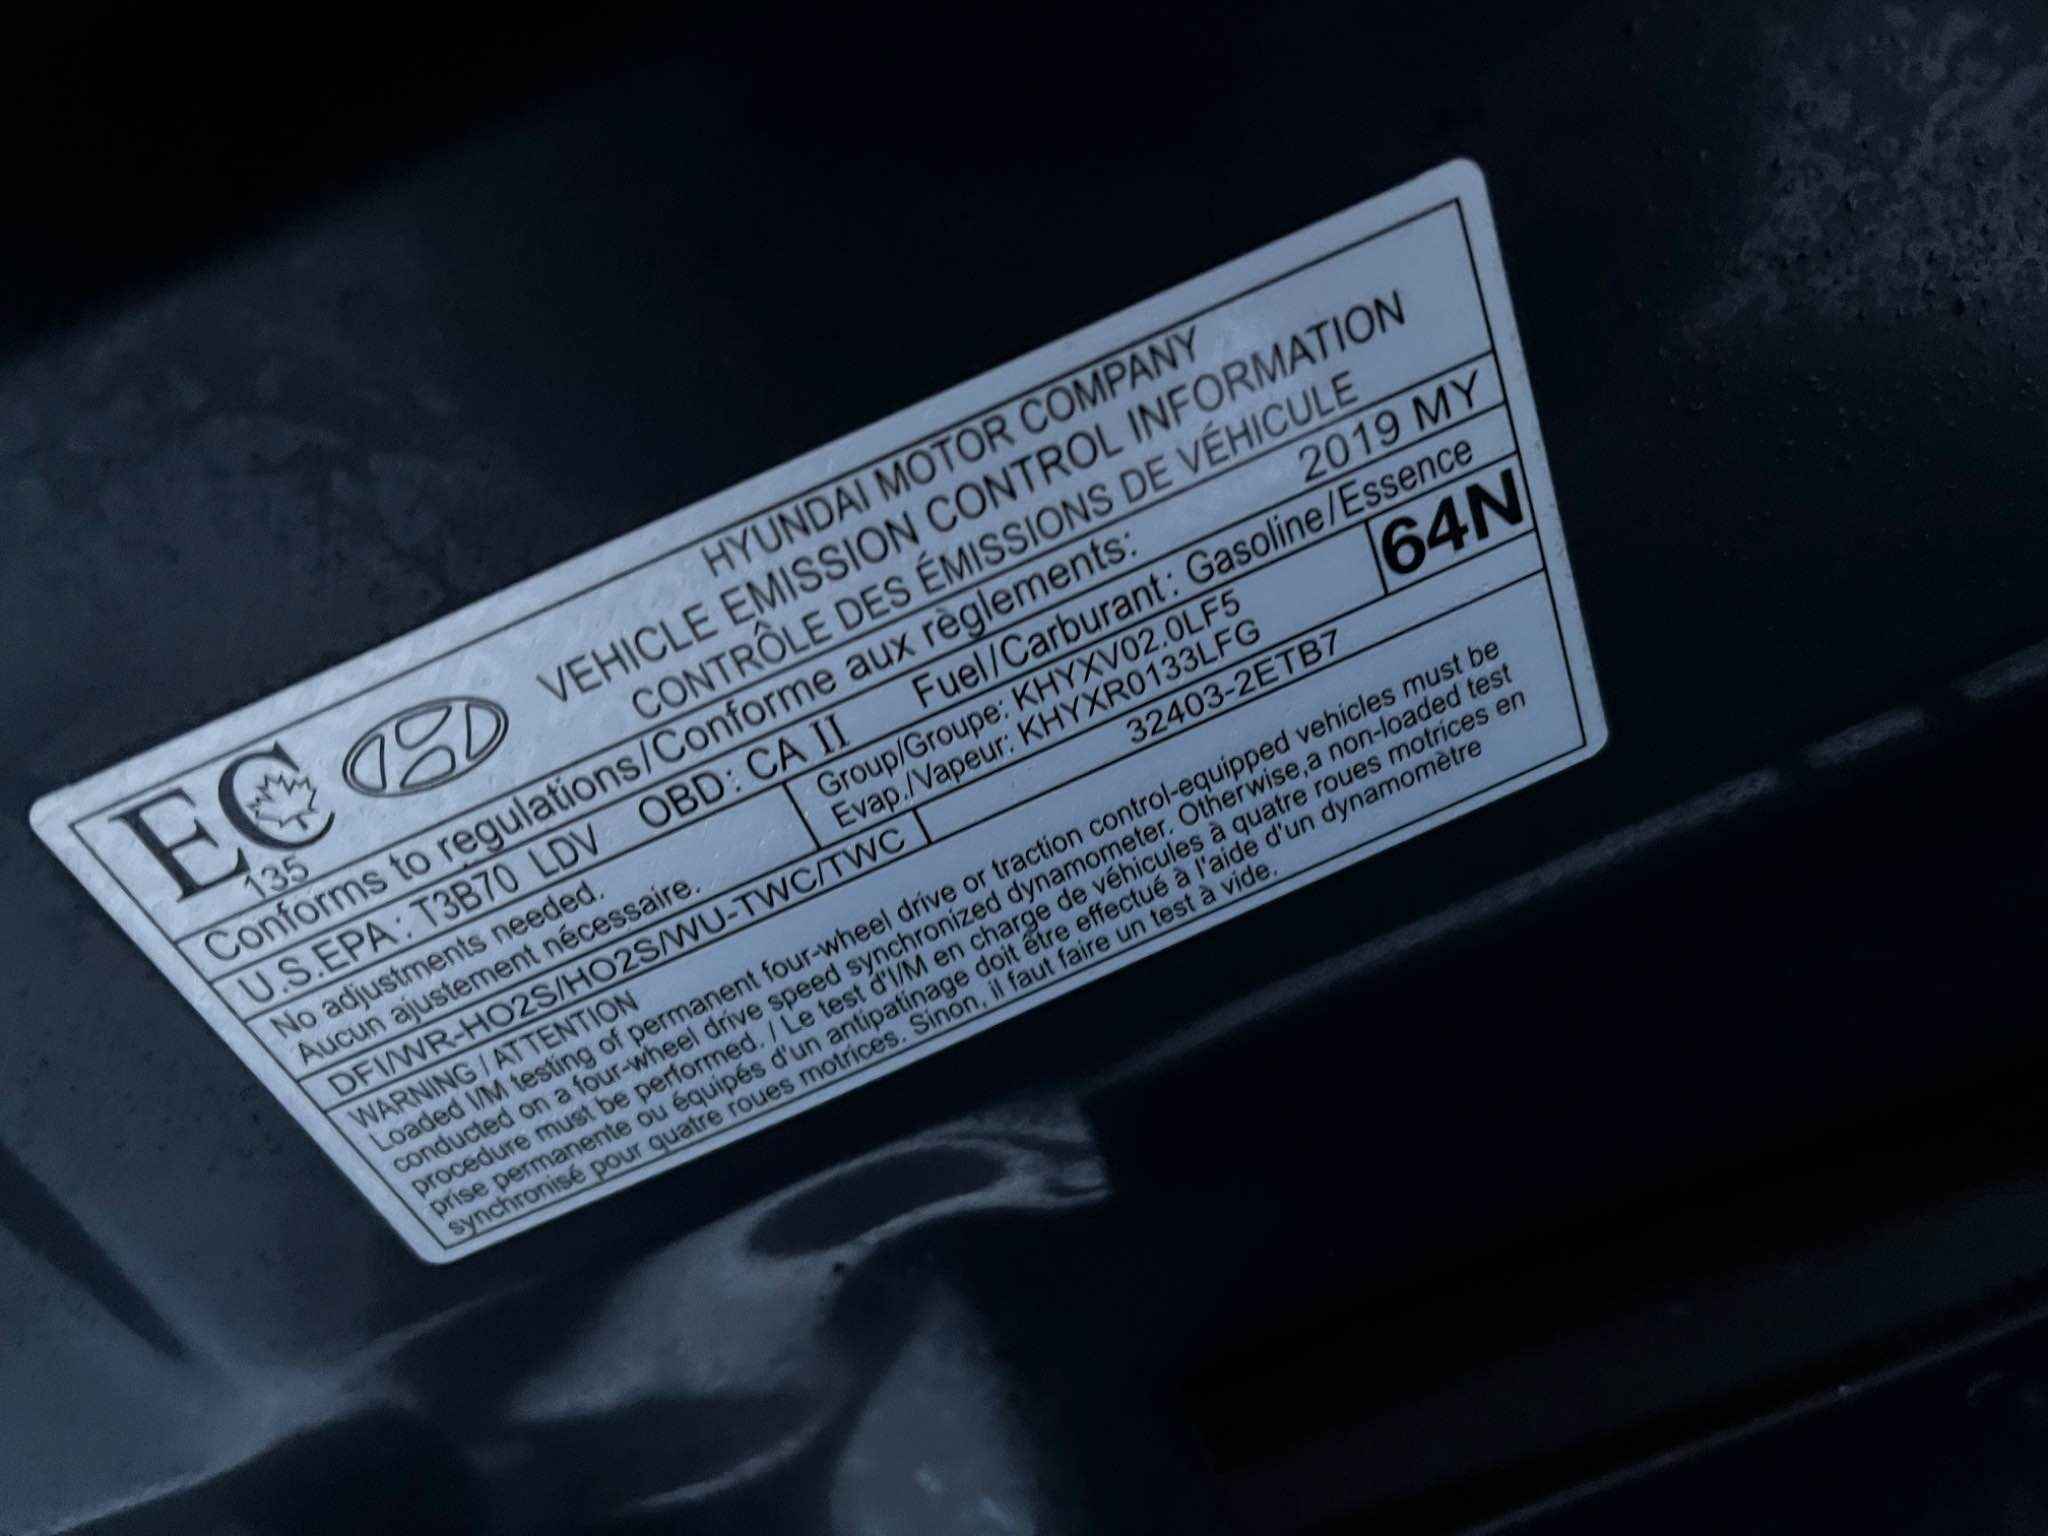 HYUNDAI MOTOR COMPANY
VEHICLE EMISSION CONTROL INFORMATION
CONTRÔLE DES ÉMISSIONS DE VÉHICULE
EC
135
Conforms to regulations/Conforme aux règlements: 2019 MY
U.S.EPA: T3B70 LDV OBD: CA II Fuel/Carburant: Gasoline/Essence
No adjustments needed.
Aucun ajustement nécessaire.
Group/Groupe: KHYXV02.0LF5
Evap./Vapeur: KHYXR0133LFG
64N
DFI/WR-HO2S/HO2S/WU-TWC/TWC
32403-2ETB7
WARNING / ATTENTION
Loaded I/M testing of permanent four-wheel drive or traction control-equipped vehicles must be
conducted on a four-wheel drive speed synchronized dynamometer. Otherwise,a non-loaded test
procedure must be performed. / Le test d'I/M en charge de véhicules à quatre roues motrices en
prise permanente ou équipés d'un antipatinage doit être effectué à l'aide d'un dynamomètre
synchronisé pour quatre roues motrices. Sinon, il faut faire un test à vide.